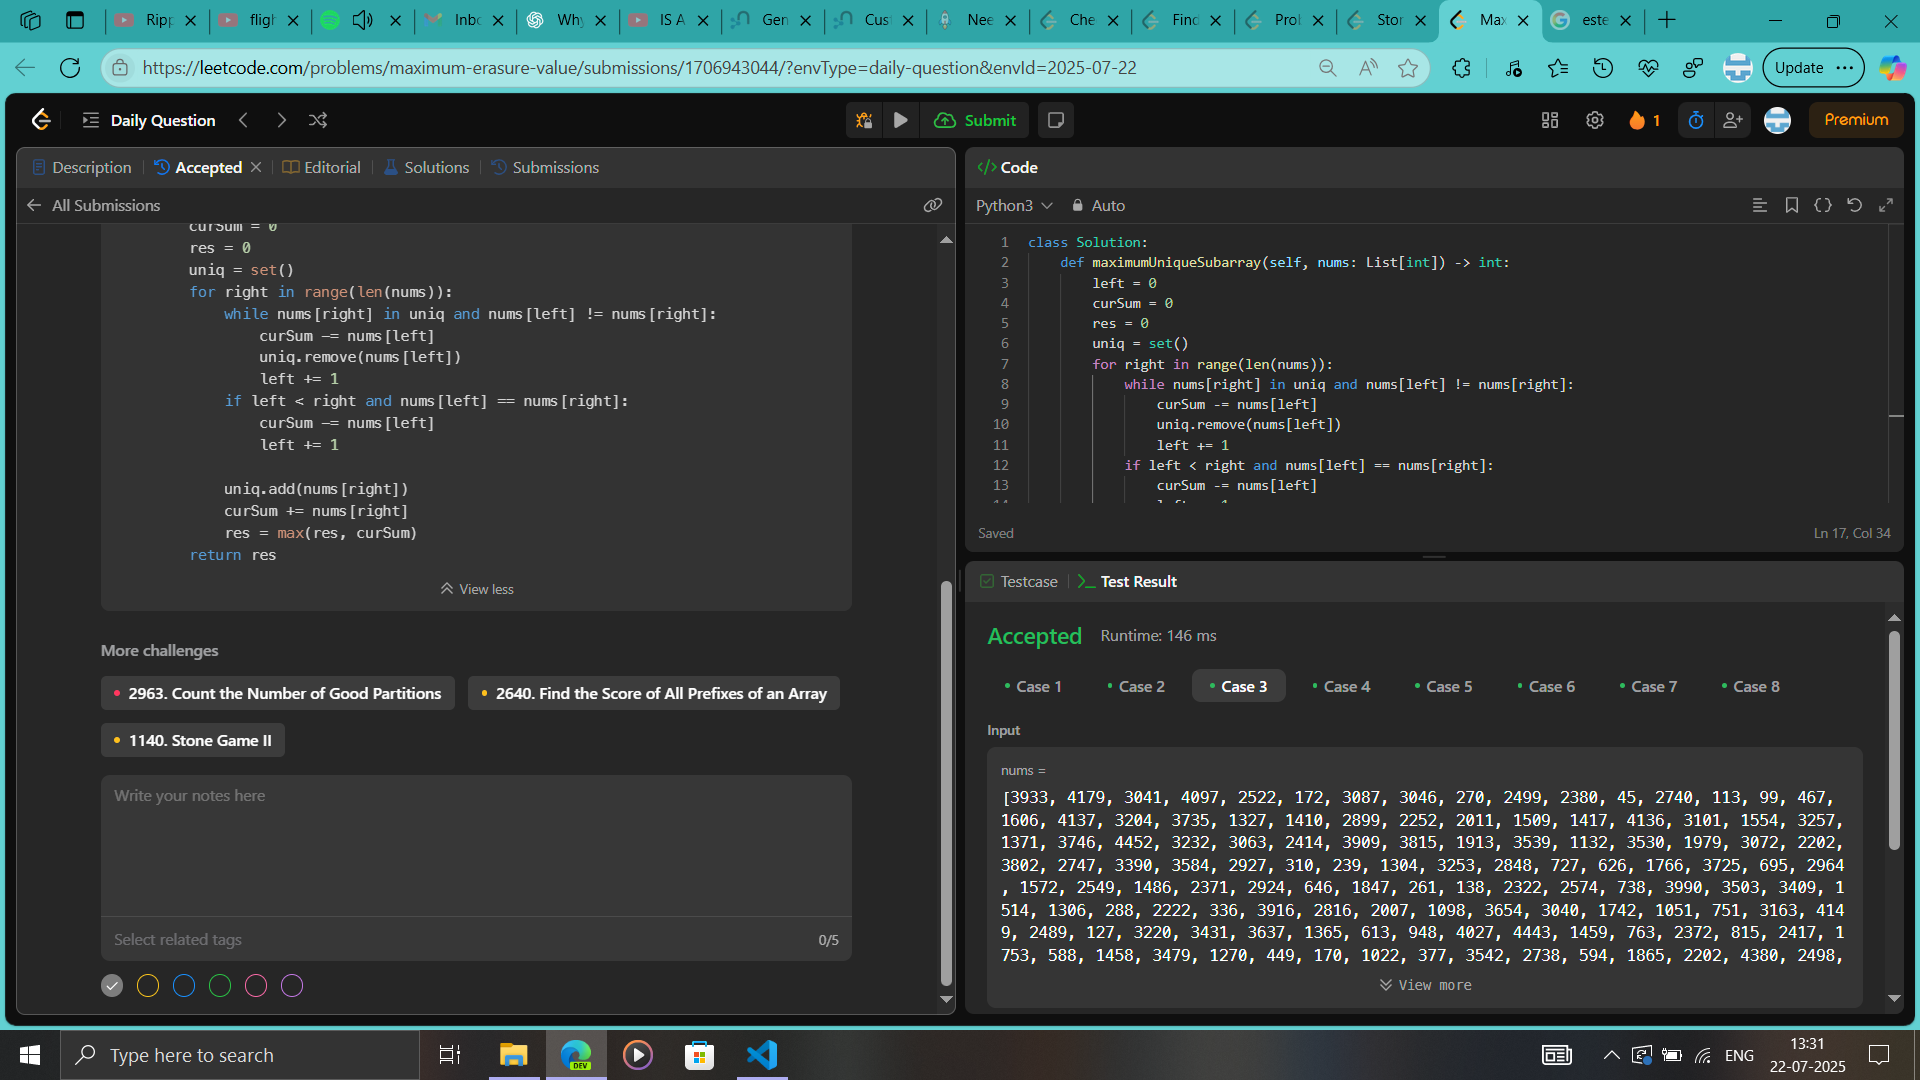 Ripp
fligh
Inbo
Why
IS A
Gen
Cust
Nee
Che
Find
Prob
Stor
Max
este
https://leetcode.com/problems/maximum-erasure-value/submissions/1706943044/?envType=daily-question&envId=2025-07-22
Update
Daily Question
Submit
1
Premium
Description
Accepted
Editorial
Solutions
Submissions
All Submissions
curSum = 0
res = 0
uniq = set()
for right in range(len(nums)):
while nums[right] in uniq and nums[left] != nums[right]:
curSum -= nums[left]
uniq.remove(nums[left])
left += 1
if left < right and nums[left] == nums[right]:
curSum -= nums[left]
left += 1
uniq.add(nums[right])
curSum += nums[right]
res = max(res, curSum)
return res
View less
More challenges
2963. Count the Number of Good Partitions
2640. Find the Score of All Prefixes of an Array
1140. Stone Game II
Write your notes here
Select related tags
0/5
</> Code
Python3
Auto
1 class Solution:
2 def maximumUniqueSubarray(self, nums: List[int]) -> int:
3 left = 0
4 curSum = 0
5 res = 0
6 uniq = set()
7 for right in range(len(nums)):
8 while nums[right] in uniq and nums[left] != nums[right]:
9 curSum -= nums[left]
10 uniq.remove(nums[left])
11 left += 1
12 if left < right and nums[left] == nums[right]:
13 curSum -= nums[left]
Saved
Ln 17, Col 34
Testcase
Test Result
Accepted
Runtime: 146 ms
Case 1
Case 2
Case 3
Case 4
Case 5
Case 6
Case 7
Case 8
Input
nums =
[3933, 4179, 3041, 4097, 2522, 172, 3087, 3046, 270, 2499, 2380, 45, 2740, 113, 99, 467,
1606, 4137, 3204, 3735, 1327, 1410, 2899, 2252, 2011, 1509, 1417, 4136, 3101, 1554, 3257,
1371, 3746, 4452, 3232, 3063, 2414, 3909, 3815, 1913, 3539, 1132, 3530, 1979, 3072, 2202,
3802, 2747, 3390, 3584, 2927, 310, 239, 1304, 3253, 2848, 727, 626, 1766, 3725, 695, 2964
, 1572, 2549, 1486, 2371, 2924, 646, 1847, 261, 138, 2322, 2574, 738, 3990, 3503, 3409, 1
514, 1306, 288, 2222, 336, 3916, 2816, 2007, 1098, 3654, 3040, 1742, 1051, 751, 3163, 414
9, 2489, 127, 3220, 3431, 3637, 1365, 613, 948, 4027, 4443, 1459, 763, 2372, 815, 2417, 1
753, 588, 1458, 3479, 1270, 449, 170, 1022, 377, 3542, 2738, 594, 1865, 2202, 4380, 2498,
View more
Type here to search
DEV
ENG
13:31
22-07-2025